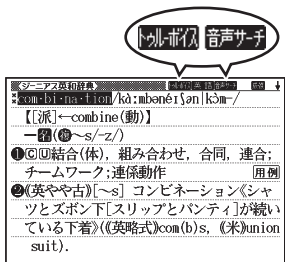 トゥルーボイス 音声サーチ
ジーニアス英和辞典
com·bi·na·tion/kὰ:mbənéiʃən|kɔ̀m-/
【[派]←combine(動)】
―名(複~s/-z/)
❶ⒸⓊ結合(体), 組み合わせ, 合同, 連合;
チームワーク;連係動作 用例
❷(英やや古)[~s] コンビネーション《シャ
ツとズボン下[スリップとパンティ]が続い
ている下着》(《英略式》com(b)s, 《米》union
suit).